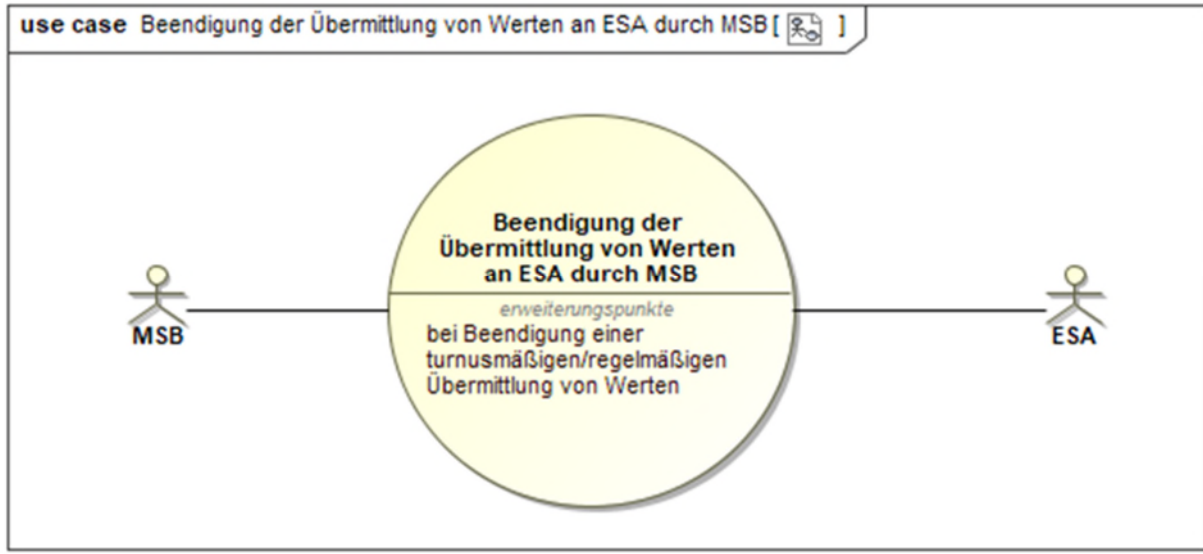 use case Beendigung der Übermittlung von Werten an ESA durch MSB [ ]
Beendigung der
Übermittlung von Werten
an ESA durch MSB
erweiterungspunkte
bei Beendigung einer
turnusmäßigen/regelmäßigen
Übermittlung von Werten
MSB
ESA